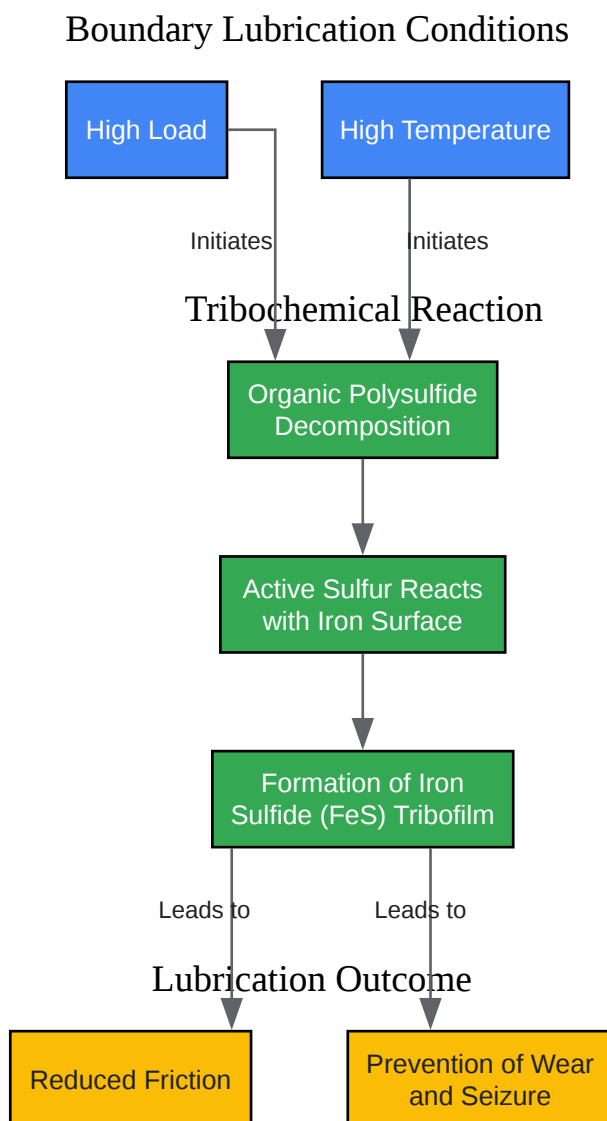 Boundary Lubrication Conditions
High Load
High Temperature
Initiates
Initiates
Tribochemical Reaction
Organic Polysulfide
Decomposition
Active Sulfur Reacts
with Iron Surface
Formation of Iron
Sulfide (FeS) Tribofilm
Leads to
Leads to
Lubrication Outcome
Reduced Friction
Prevention of Wear
and Seizure